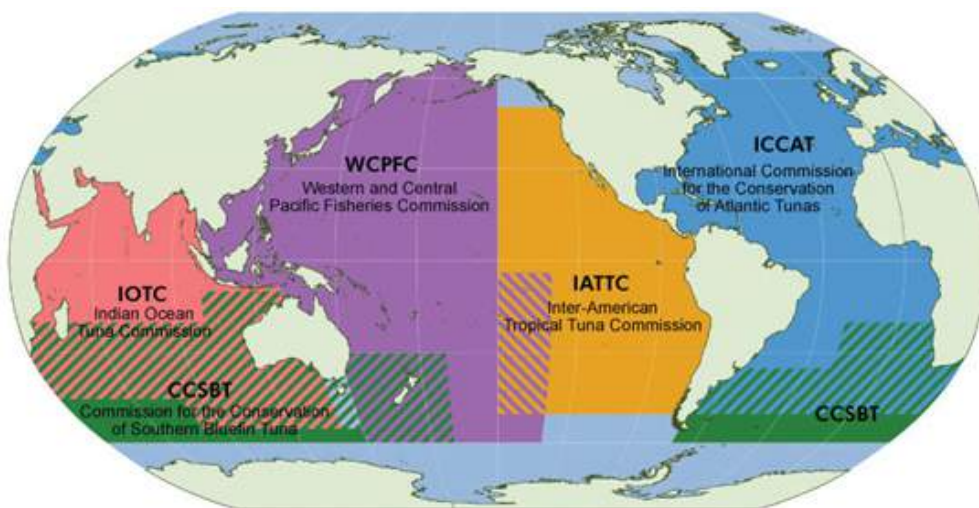 WCPFC
Western and Central
Pacific Fisheries Commission
ICCAT
International Commission
for the Conservation
of Atlantic Tunas
IOTC
Indian Ocean
Tuna Commission
IATTC
Inter-American
Tropical Tuna Commission
CCSBT
Commission for the Conservation
of Southern Bluefin Tuna
CCSBT